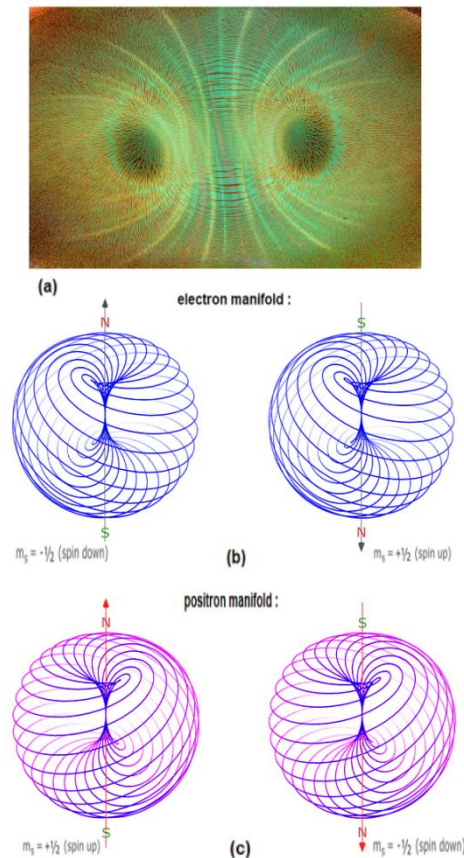 (a)
electron manifold :
N
S
S
N
m_s = -½ (spin down)
(b)
m_s = +½ (spin up)
positron manifold :
N
S
S
N
m_s = +½ (spin up)
(c)
m_s = -½ (spin down)